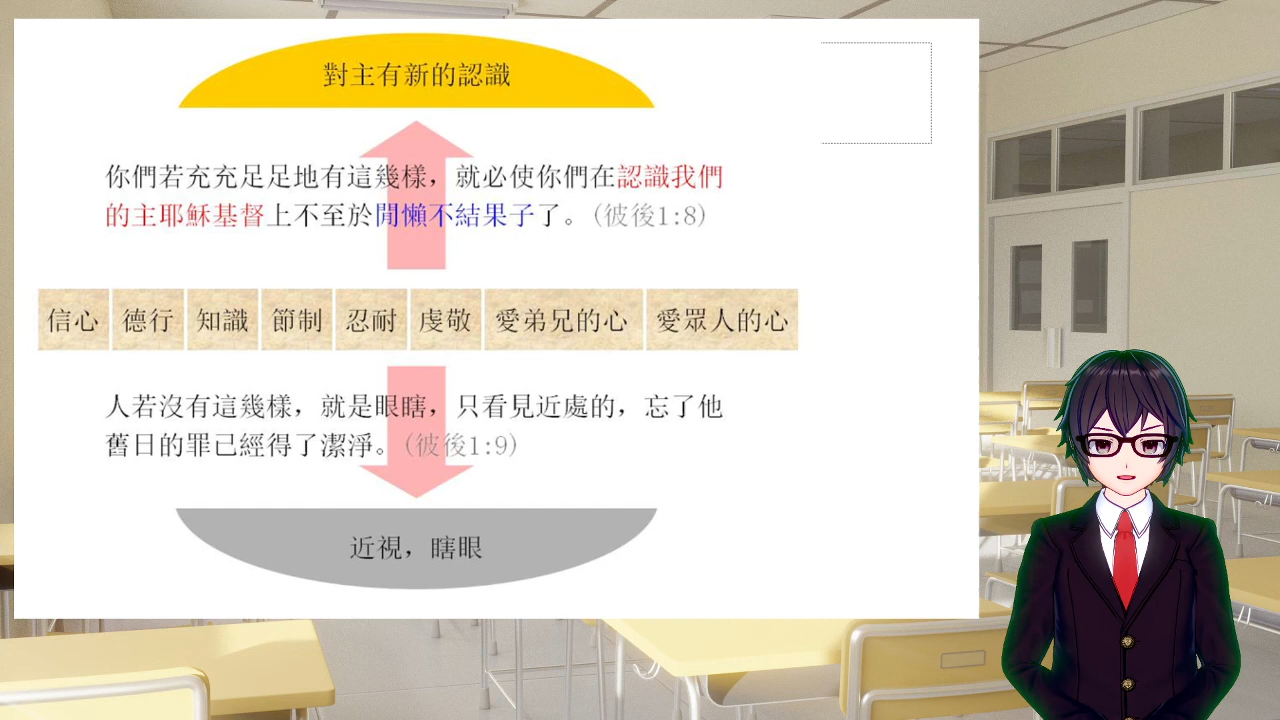 對主有新的認識
你們若充充足足地有這幾樣，就必使你們在認識我們
的主耶穌基督上不至於閒懶不結果子了。(彼後1:8)
信心 德行 知識 節制 忍耐 虔敬 愛弟兄的心 愛眾人的心
人若沒有這幾樣，就是眼瞎，只看見近處的，忘了他
舊日的罪已經得了潔淨。(彼後1:9)
近視，瞎眼